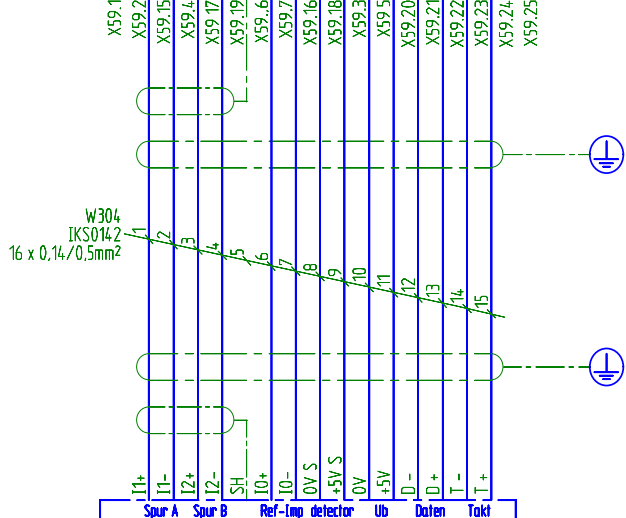 X59.1
X59.2
X59.15
X59.4
X59.17
X59.19
X59.6
X59.7
X59.16
X59.18
X59.3
X59 5
X59.20
X59.21
X59.22
X59.23
X59.24
X59.25
W304
IKS0142
16 x 0,14/0,5mm²
1
2
3
4
5
6
7
8
9
10
11
12
13
14
15
I1+
I1-
I2+
I2-
SH
I0+
I0-
0V S
+5V S
0V
+5V
D -
D +
T -
T +
Spur A
Spur B
Ref-Imp detector
Ub
Daten
Takt